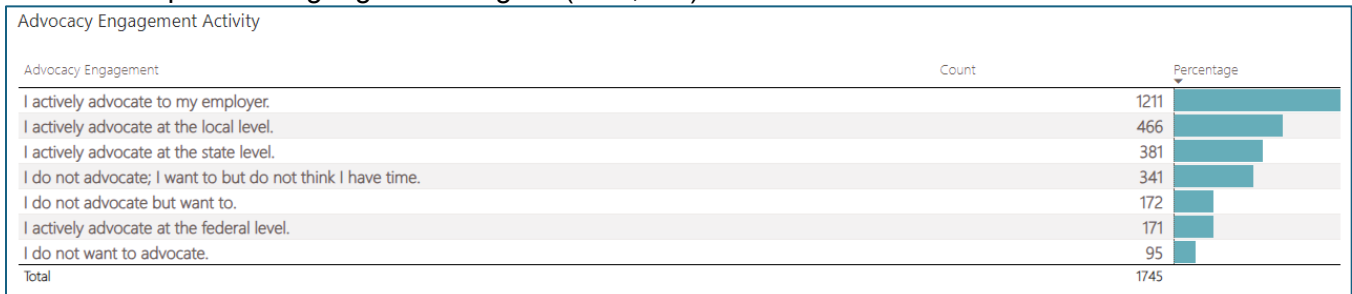 Advocacy Engagement Activity
Advocacy Engagement Count Percentage
I actively advocate to my employer. 1211
I actively advocate at the local level. 466
I actively advocate at the state level. 381
I do not advocate; I want to but do not think I have time. 341
I do not advocate but want to. 172
I actively advocate at the federal level. 171
I do not want to advocate. 95
Total 1745